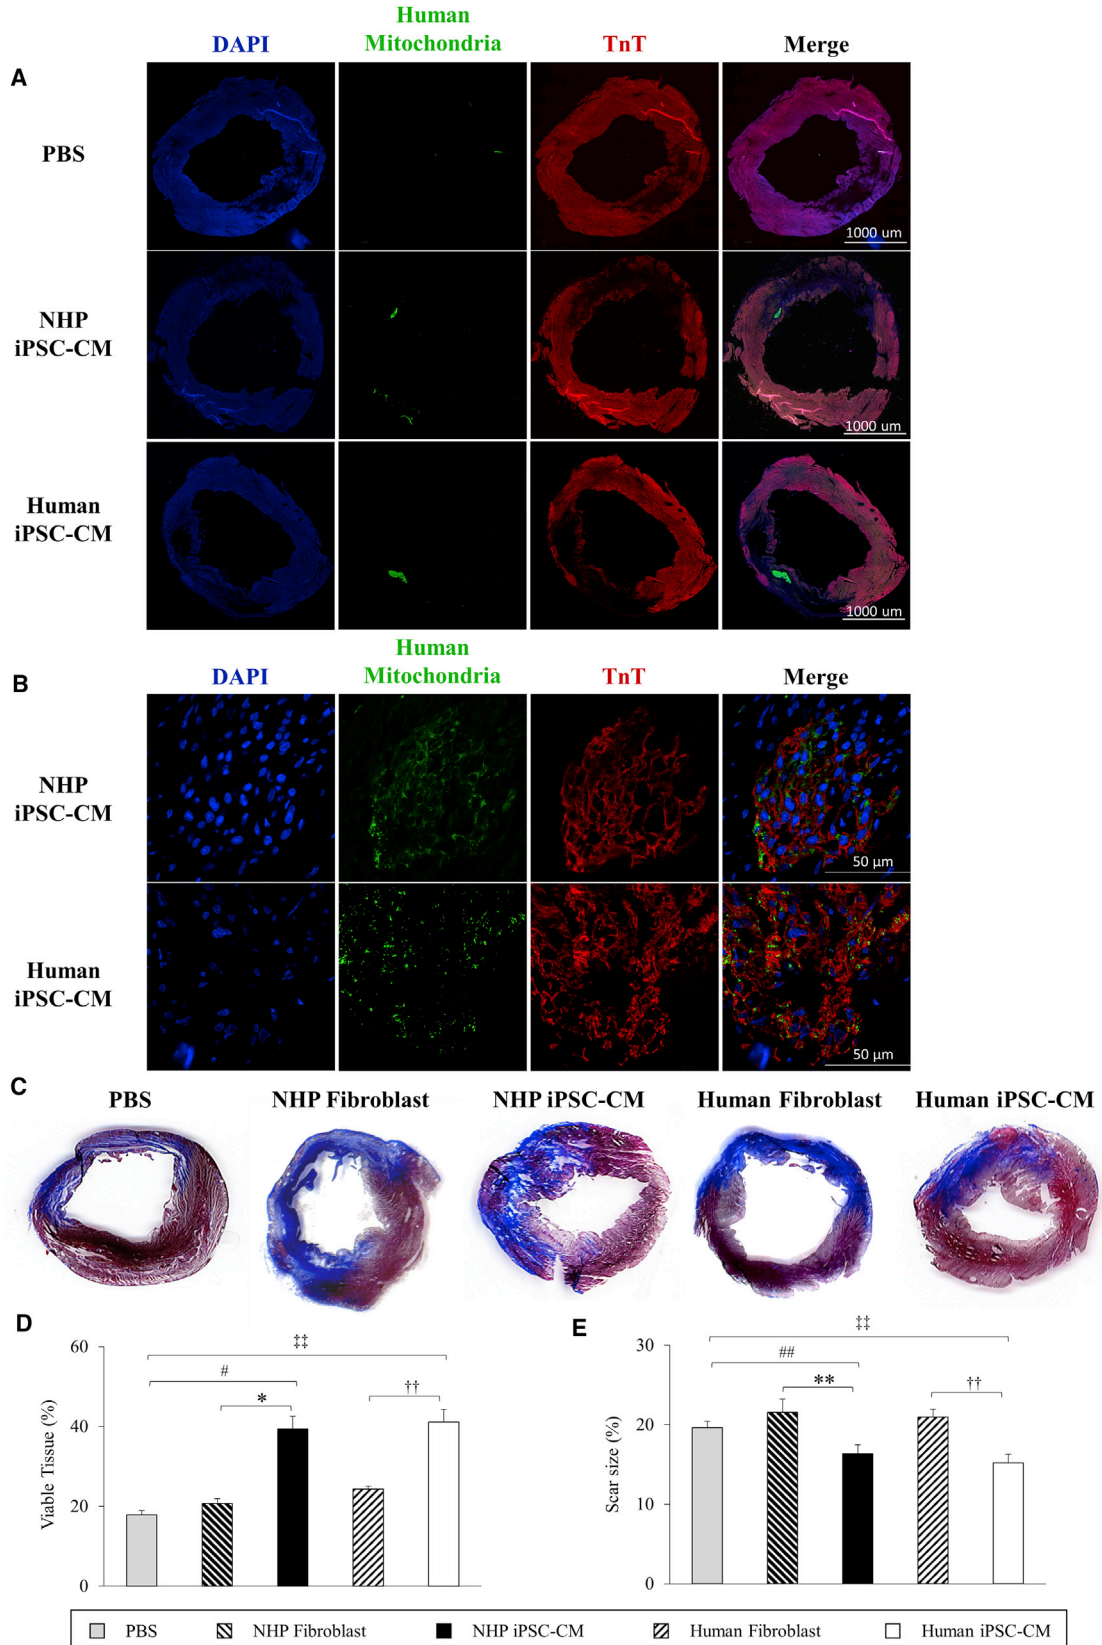 DAPI
Human
Mitochondria
TnT
Merge
A
PBS
1000 um
NHP
iPSC-CM
1000 um
Human
iPSC-CM
1000 um
B
DAPI
Human
Mitochondria
TnT
Merge
NHP
iPSC-CM
50 µm
Human
iPSC-CM
50 µm
C
PBS
NHP Fibroblast
NHP iPSC-CM
Human Fibroblast
Human iPSC-CM
D
Viable Tissue (%)
60
40
20
0
‡‡
#
*
††
E
Scar size (%)
30
20
10
0
‡‡
##
**
††
PBS NHP Fibroblast NHP iPSC-CM Human Fibroblast Human iPSC-CM